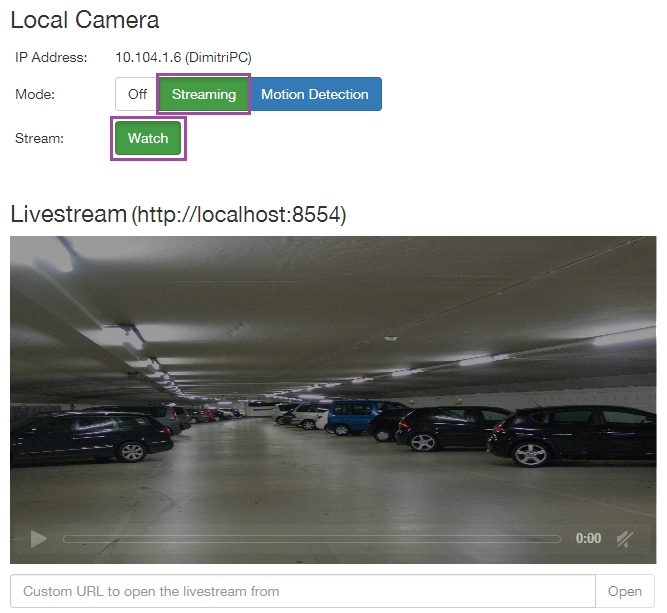 Local Camera
IP Address: 10.104.1.6 (DimitriPC)
Mode: Off Streaming Motion Detection
Stream: Watch
Livestream (http://localhost:8554)
0:00
Custom URL to open the livestream from Open